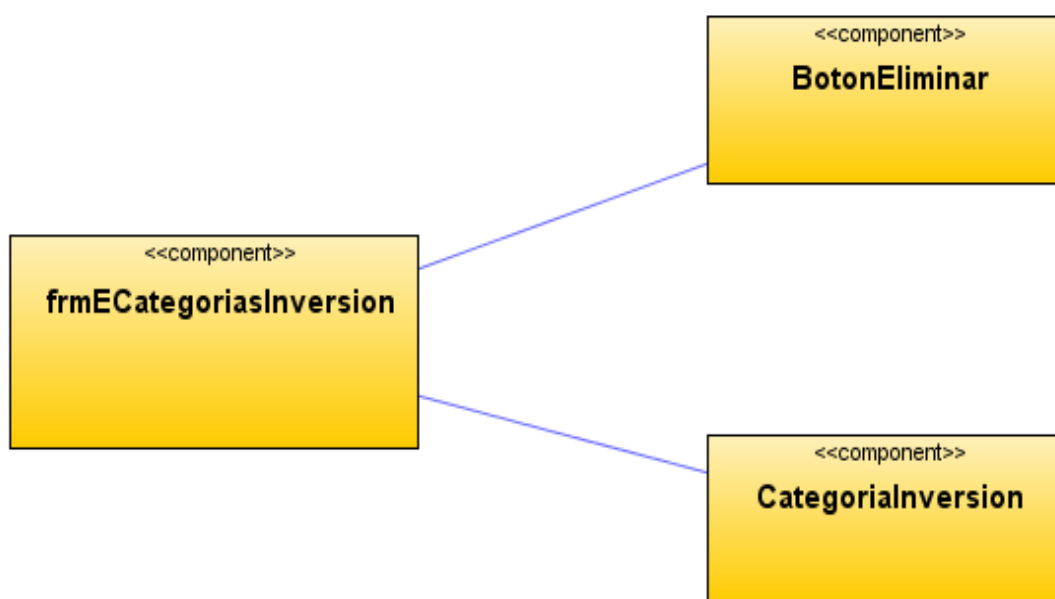 <<component>>
BotonEliminar
<<component>>
frmECategoriasInversion
<<component>>
CategoriaInversion